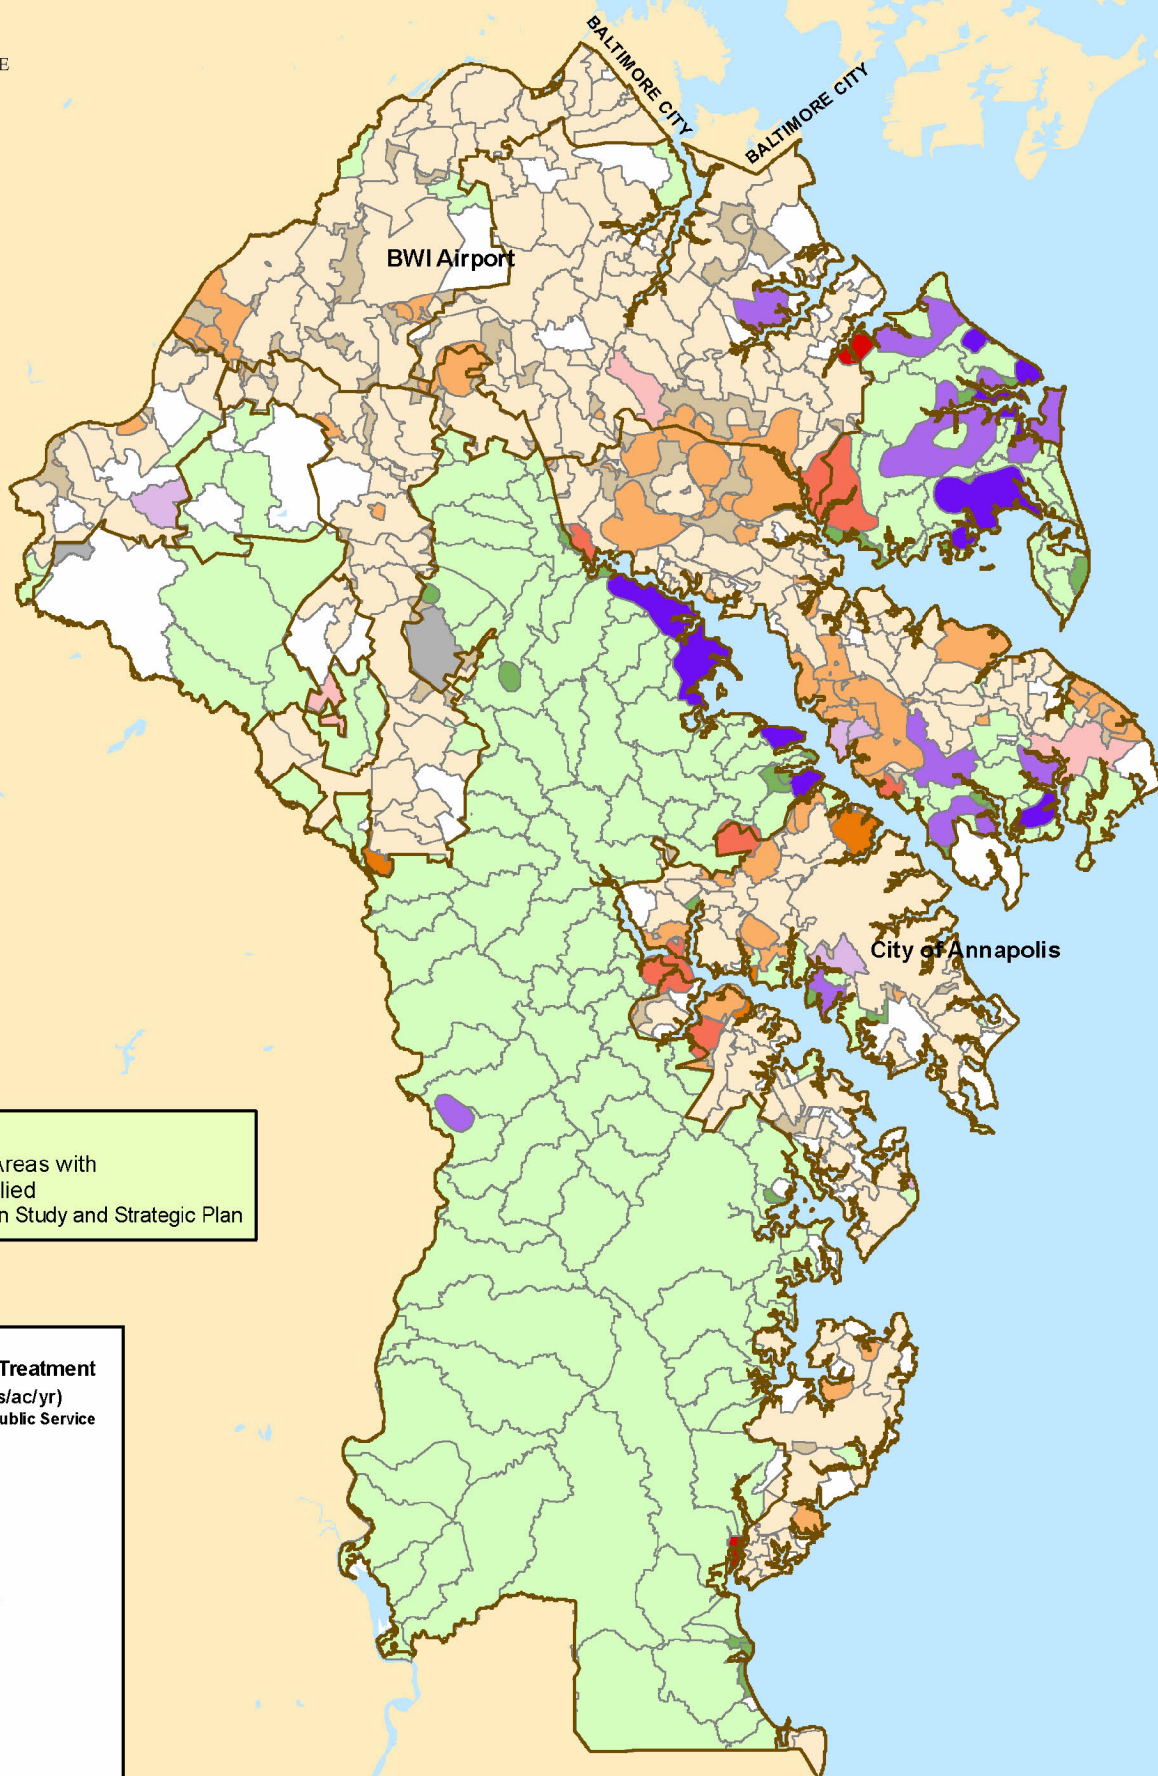 E
BALTIMORE CITY
BALTIMORE CITY
BWI Airport
City of Annapolis
Areas with
lied
n Study and Strategic Plan
Treatment
s/ac/yr)
ublic Service